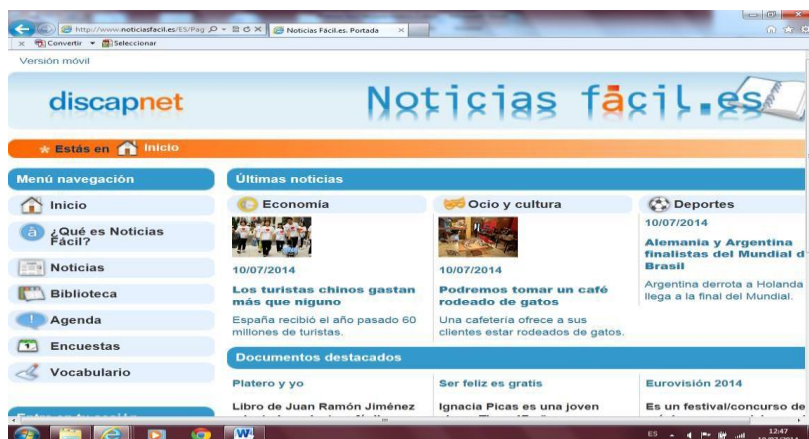 http://www.noticiasfacil.es/ES/Pag
Noticias Fácil.es. Portada
Convertir
Seleccionar
Versión móvil
discapnet
Noticias fácil.es
Estás en Inicio
Menú navegación
Inicio
¿Qué es Noticias
Fácil?
Noticias
Biblioteca
Agenda
Encuestas
Vocabulario
Últimas noticias
Economía
10/07/2014
Los turistas chinos gastan
más que niguno
España recibió el año pasado 60
millones de turistas.
Ocio y cultura
10/07/2014
Podremos tomar un café
rodeado de gatos
Una cafetería ofrece a sus
clientes estar rodeados de gatos.
Deportes
10/07/2014
Alemania y Argentina
finalistas del Mundial d
Brasil
Argentina derrota a Holanda
llega a la final del Mundial.
Documentos destacados
Platero y yo
Libro de Juan Ramón Jiménez
Ser feliz es gratis
Ignacia Picas es una joven
Eurovisión 2014
Es un festival/concurso de
ES
12:47